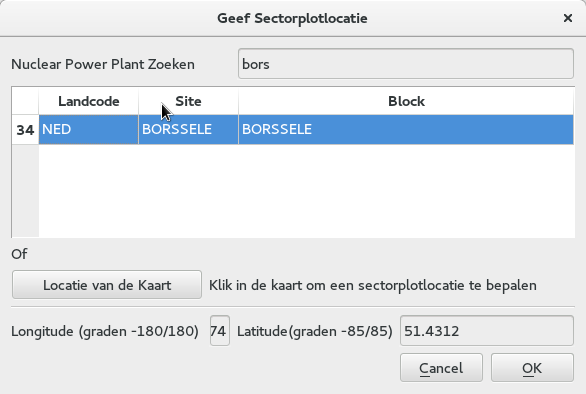 Geef Sectorplotlocatie ×
Nuclear Power Plant Zoeken bors
Landcode Site Block
34 NED BORSSELE BORSSELE
Of
Locatie van de Kaart Klik in de kaart om een sectorplotlocatie te bepalen
Longitude (graden -180/180) 74 Latitude(graden -85/85) 51.4312
Cancel OK